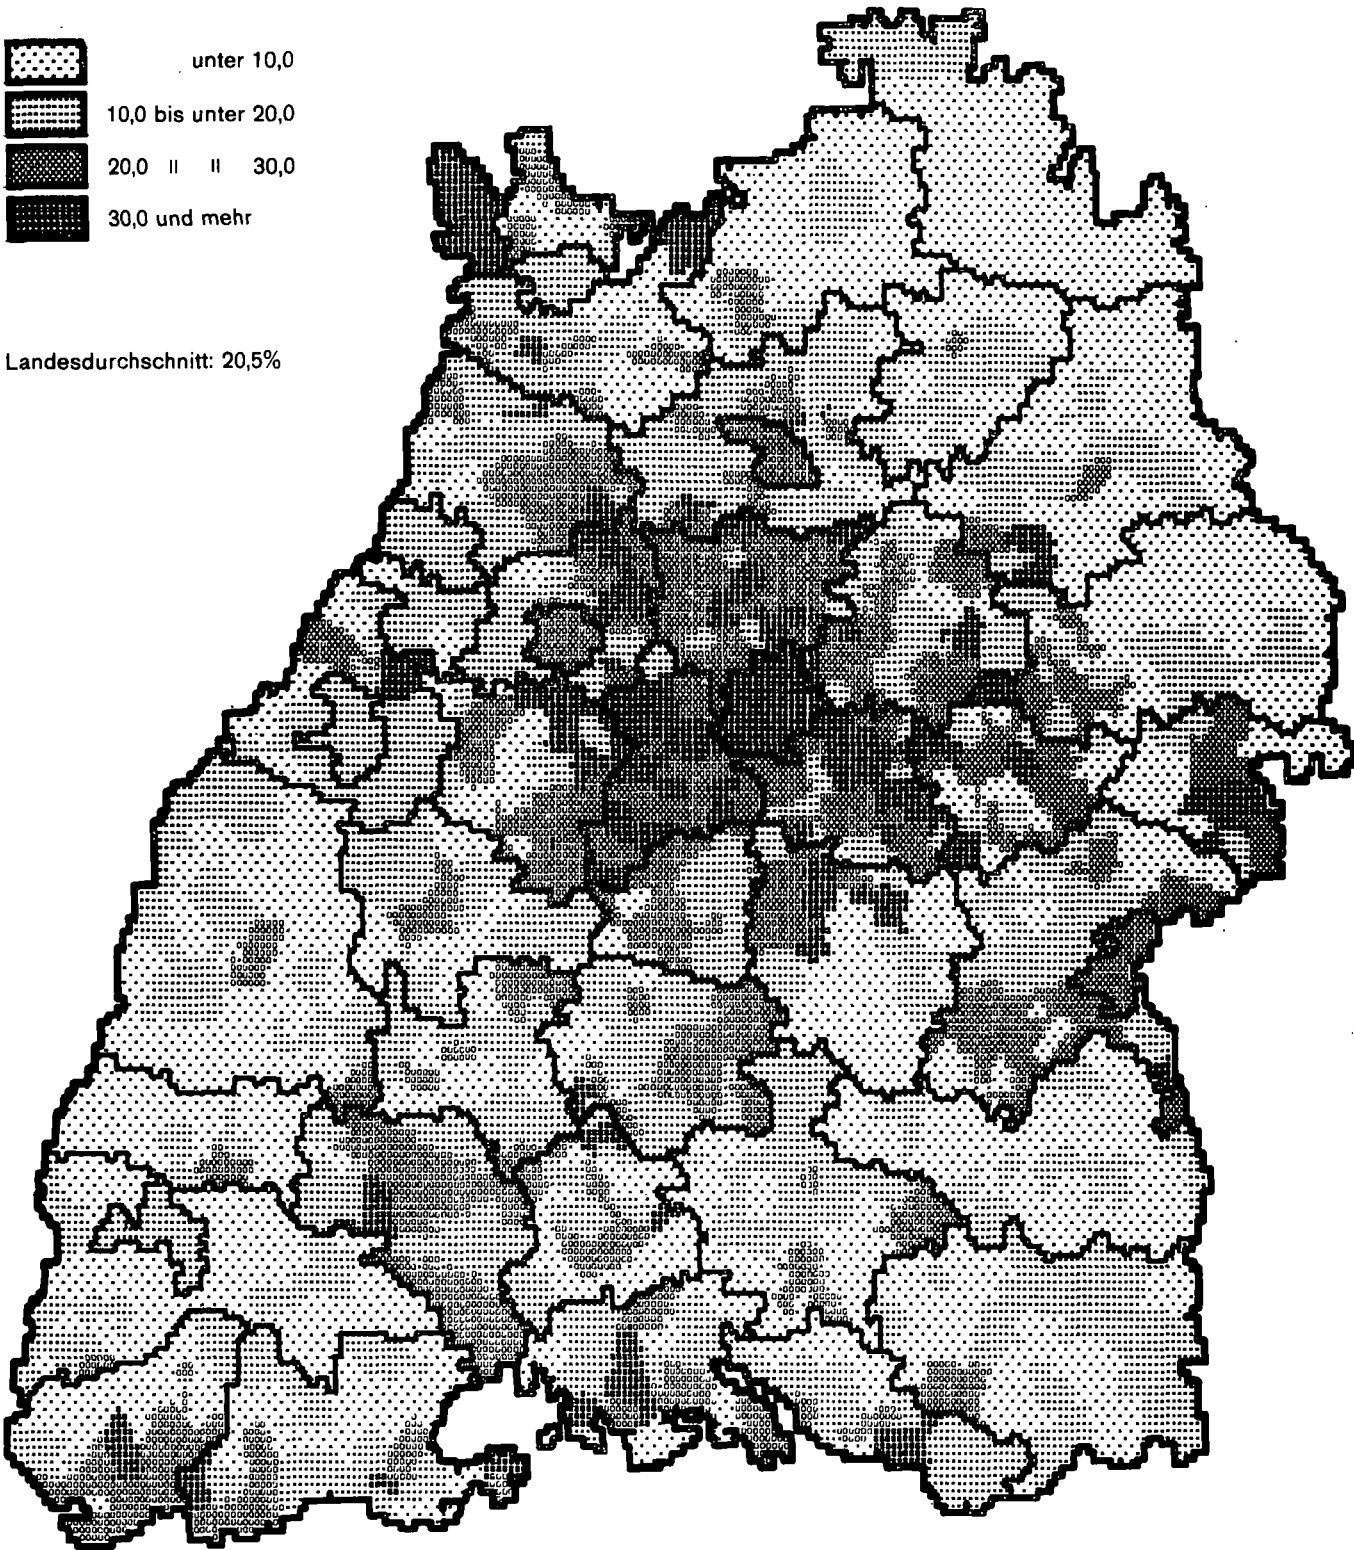 unter 10,0
10,0 bis unter 20,0
20,0 " " 30,0
30,0 und mehr
Landesdurchschnitt: 20,5%